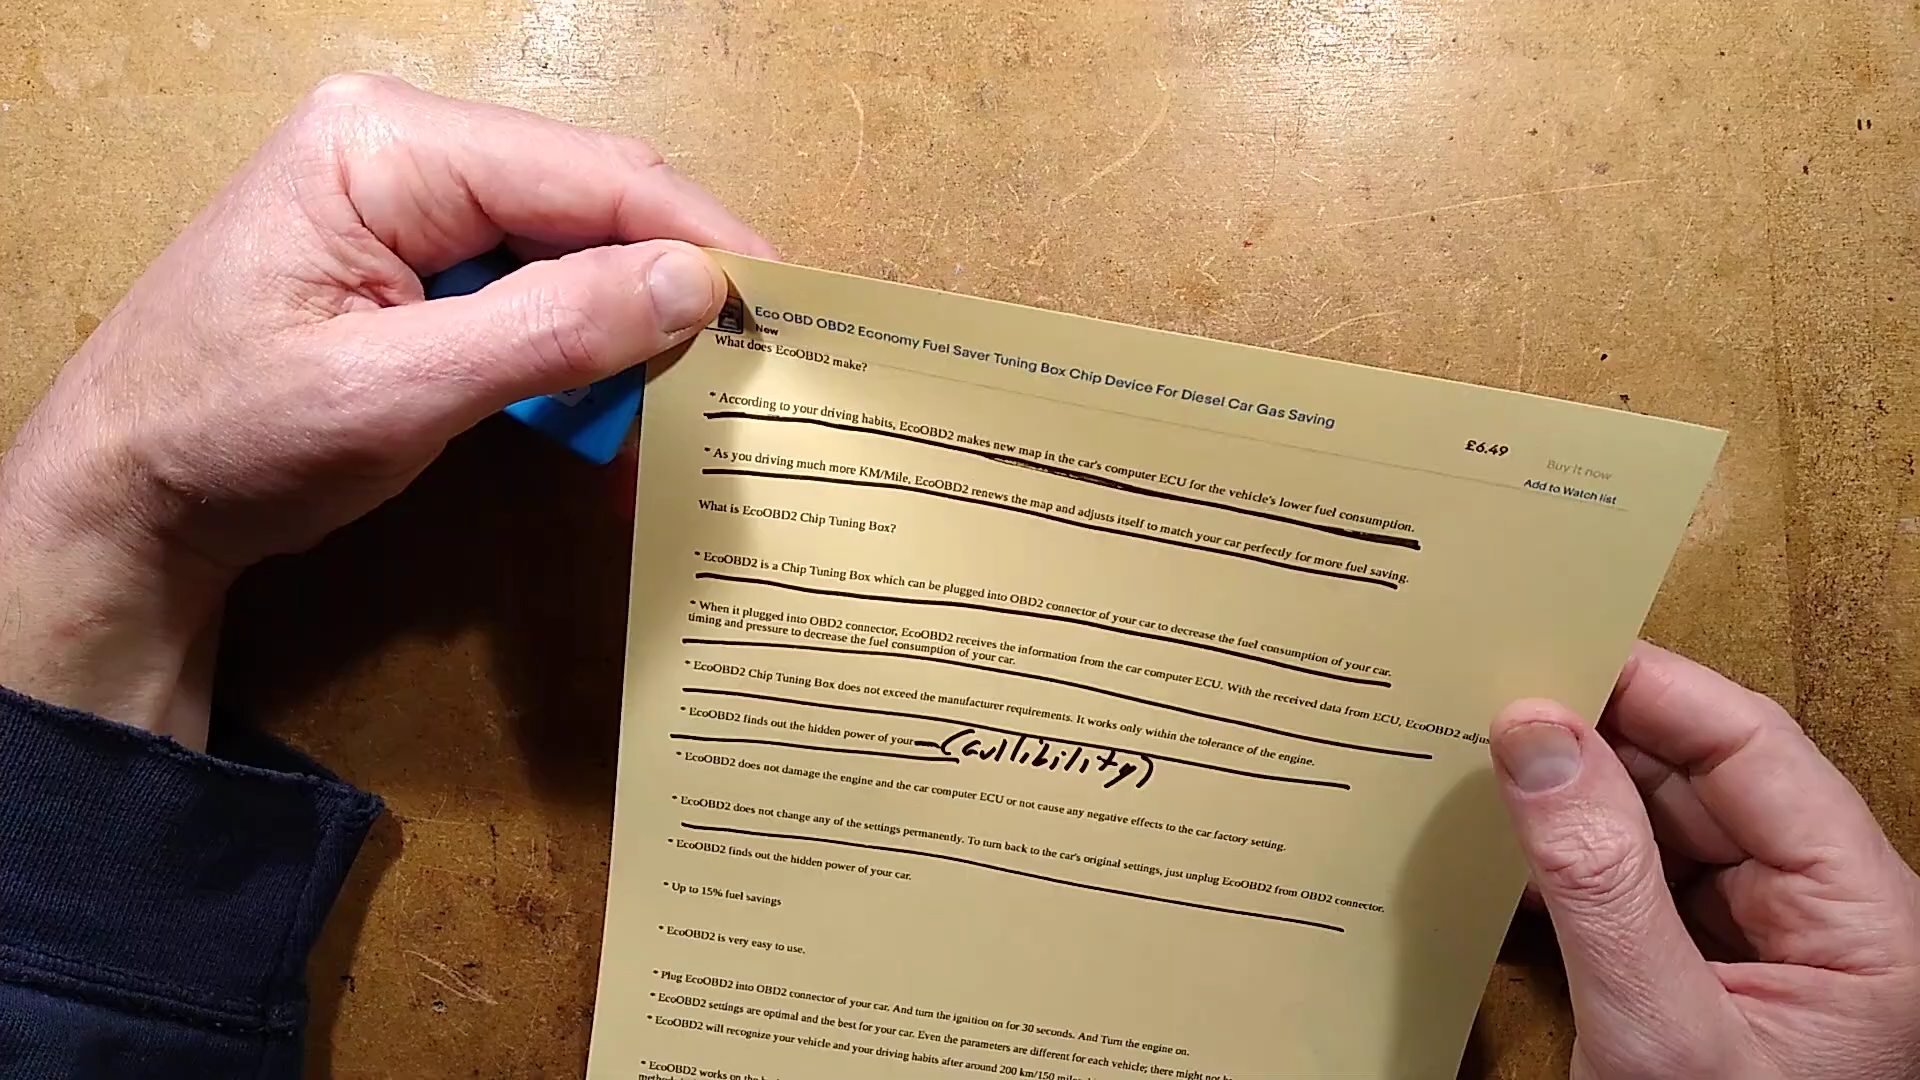 Eco OBD OBD2 Economy Fuel Saver Tuning Box Chip Device For Diesel Car Gas Saving
New
£6.49
Buy it now
Add to Watch list
What does EcoOBD2 make?
* According to your driving habits, EcoOBD2 makes new map in the car's computer ECU for the vehicle's lower fuel consumption.
* As you driving much more KM/Mile, EcoOBD2 renews the map and adjusts itself to match your car perfectly for more fuel saving.
What is EcoOBD2 Chip Tuning Box?
* EcoOBD2 is a Chip Tuning Box which can be plugged into OBD2 connector of your car to decrease the fuel consumption of your car.
* When it plugged into OBD2 connector, EcoOBD2 receives the information from the car computer ECU. With the received data from ECU, EcoOBD2 adjus
timing and pressure to decrease the fuel consumption of your car.
* EcoOBD2 Chip Tuning Box does not exceed the manufacturer requirements. It works only within the tolerance of the engine.
* EcoOBD2 finds out the hidden power of your (Gullibility)
* EcoOBD2 does not damage the engine and the car computer ECU or not cause any negative effects to the car factory setting.
* EcoOBD2 does not change any of the settings permanently. To turn back to the car's original settings, just unplug EcoOBD2 from OBD2 connector.
* EcoOBD2 finds out the hidden power of your car.
* Up to 15% fuel savings
* EcoOBD2 is very easy to use.
* Plug EcoOBD2 into OBD2 connector of your car. And turn the ignition on for 30 seconds. And Turn the engine on.
* EcoOBD2 settings are optimal and the best for your car. Even the parameters are different for each vehicle; there might not
* EcoOBD2 will recognize your vehicle and your driving habits after around 200 km/150
* EcoOBD2 works on the